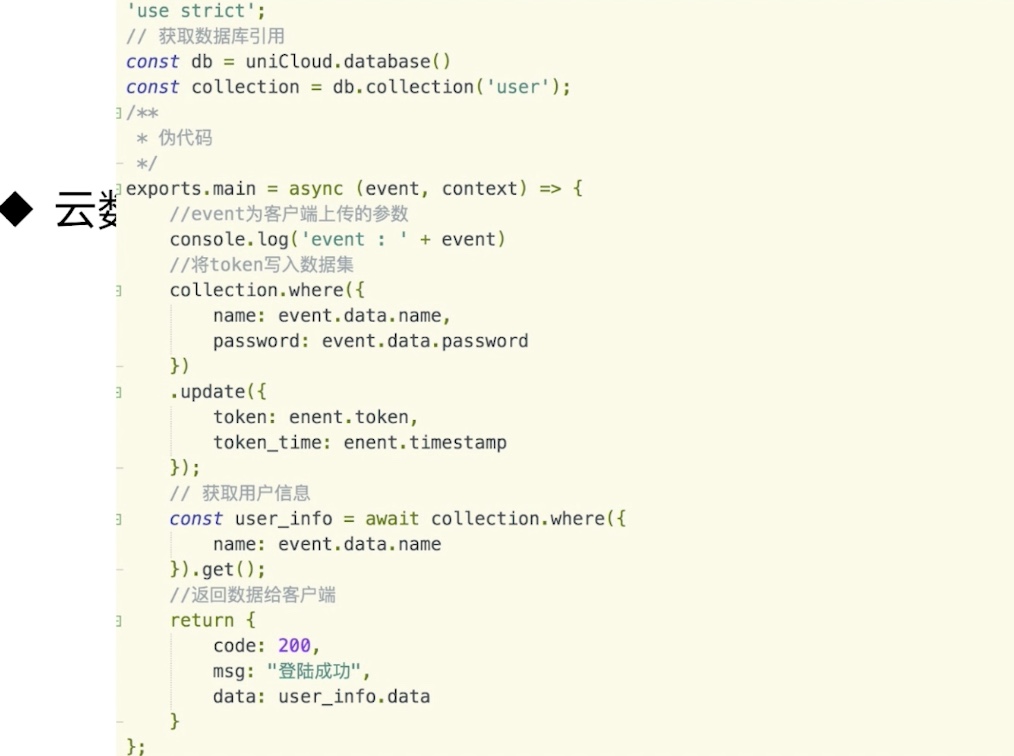 'use strict';
// 获取数据库引用
const db = uniCloud.database()
const collection = db.collection('user');
/**
 * 伪代码
 */
exports.main = async (event, context) => {
◆ 云数
    //event为客户端上传的参数
    console.log('event : ' + event)
    //将token写入数据集
    collection.where({
        name: event.data.name,
        password: event.data.password
    })
    .update({
        token: enent.token,
        token_time: enent.timestamp
    });
    // 获取用户信息
    const user_info = await collection.where({
        name: event.data.name
    }).get();
    //返回数据给客户端
    return {
        code: 200,
        msg: "登陆成功",
        data: user_info.data
    }
};